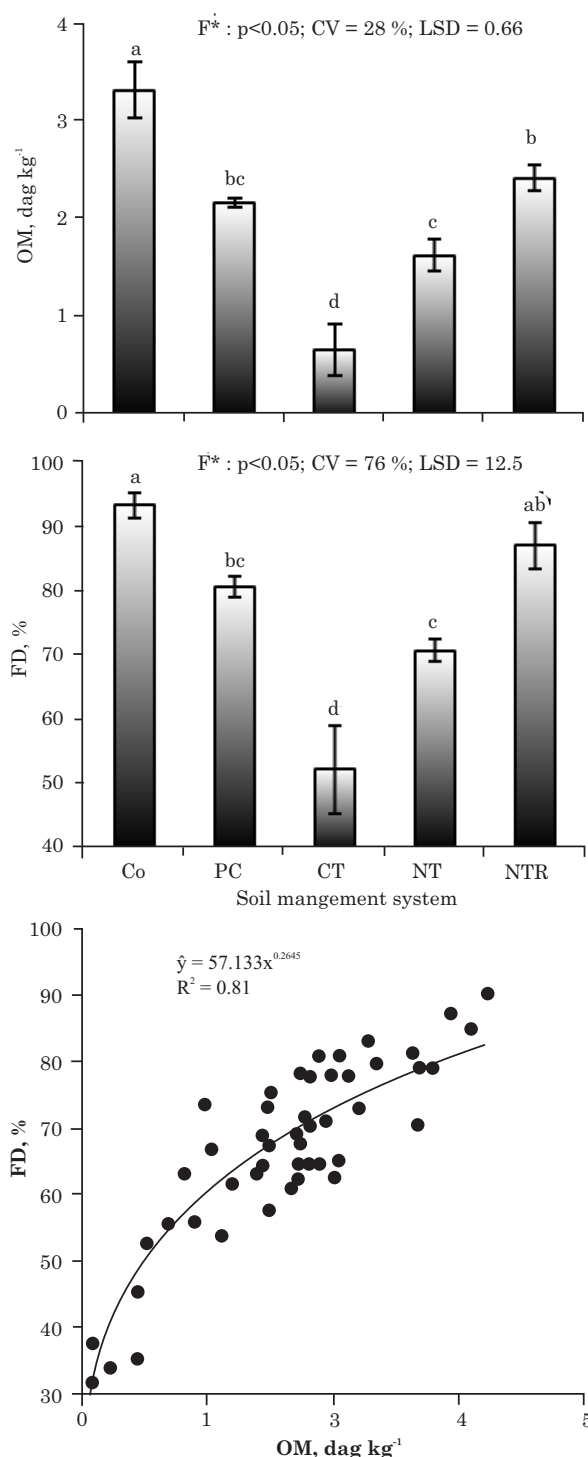 F* : p<0.05; CV = 28 %; LSD = 0.66
OM, dag kg-1
4
3
2
1
0
a
bc
d
c
b
F* : p<0.05; CV = 76 %; LSD = 12.5
FD, %
100
90
80
70
60
50
40
a
bc
d
c
ab
Co PC CT NT NTR
Soil mangement system
ŷ = 57.133x^0.2645
R² = 0.81
FD, %
100
90
80
70
60
50
40
30
0 1 3 4 5
OM, dag kg-1